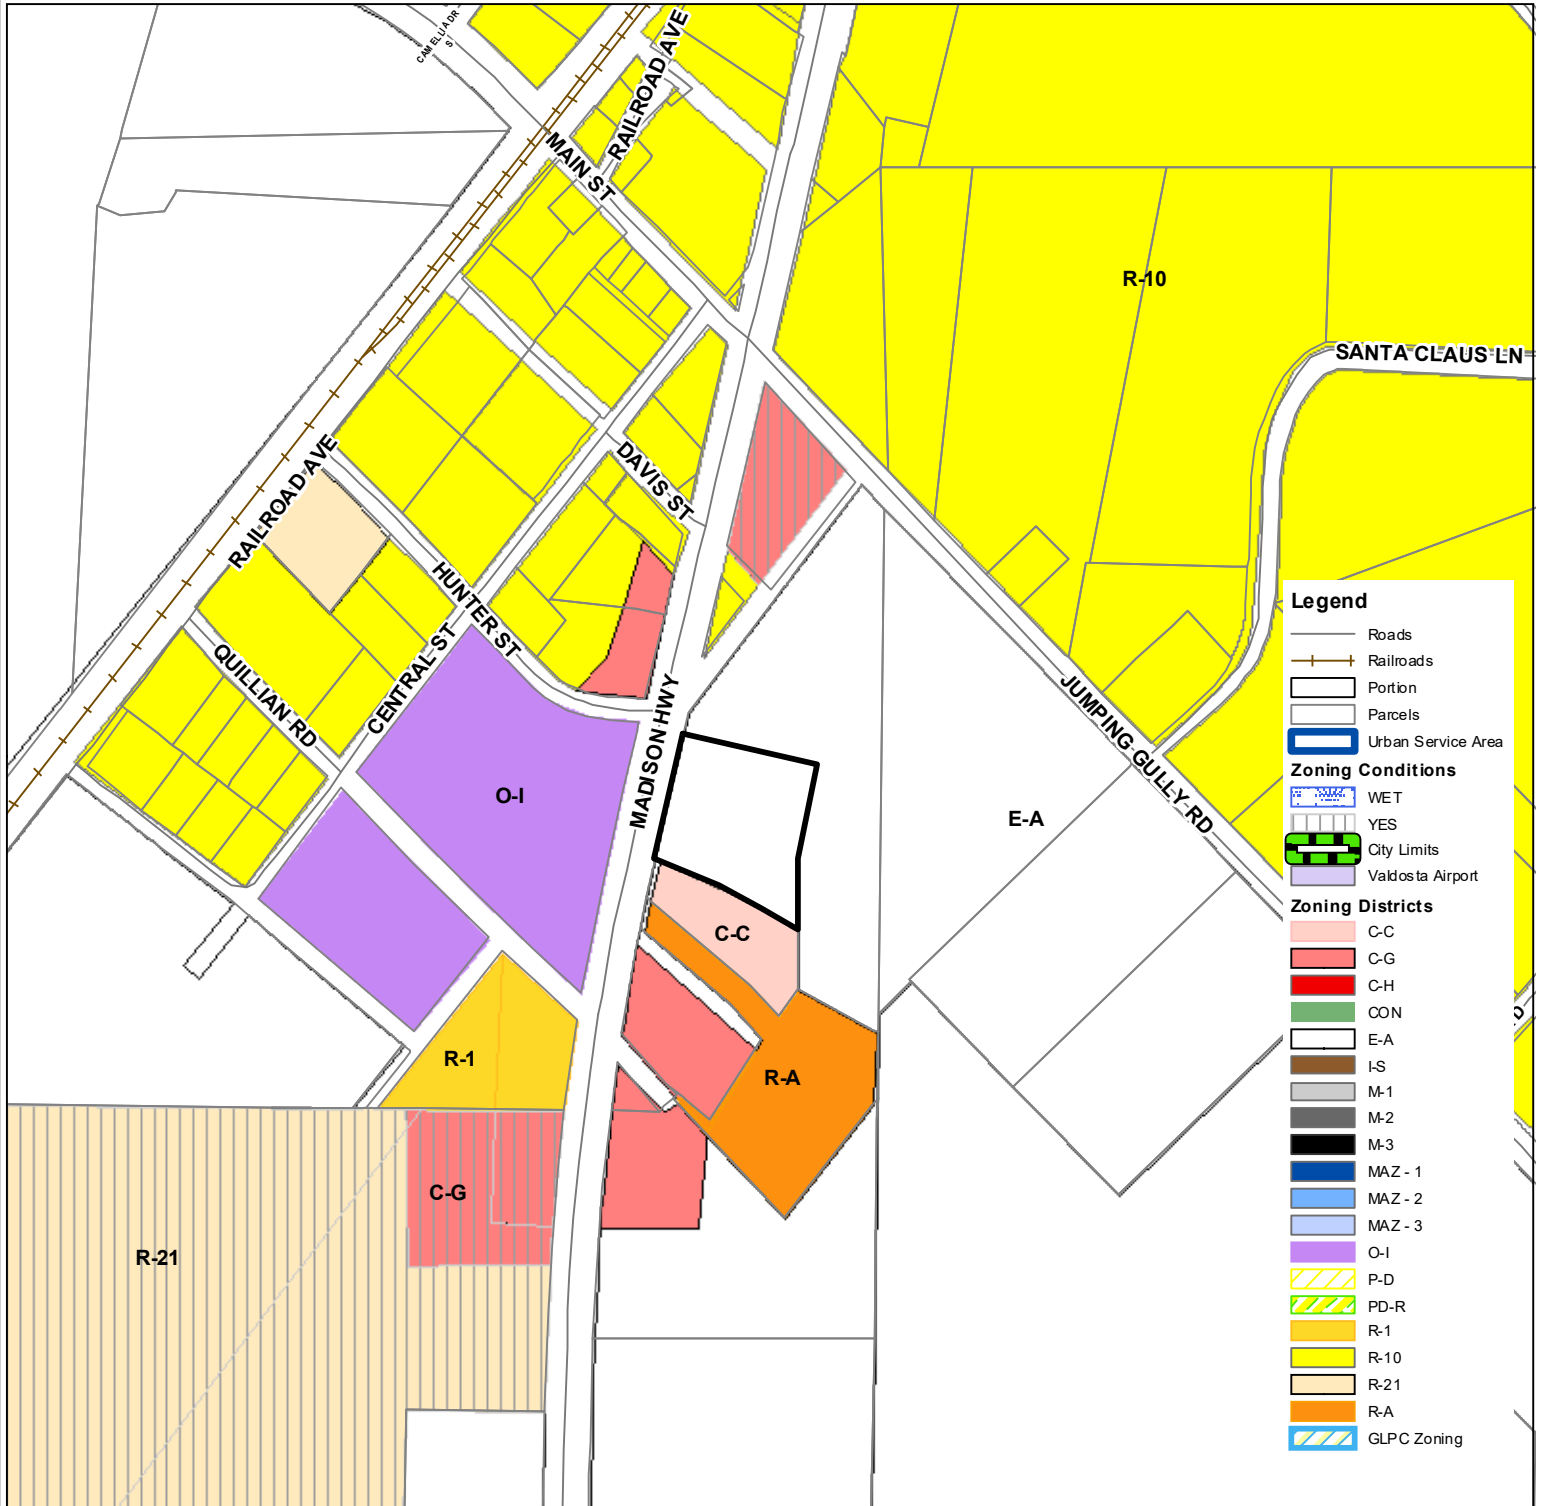 CAMELLIA DR
S
RAILROAD AVE
MAIN ST
R-10
SANTA CLAUS LN
DAVIS ST
RAILROAD AVE
HUNTER ST
QUILLIAN RD
CENTRAL ST
MADISON HWY
JUMPING GULLY RD
O-I
E-A
C-C
R-1
R-A
C-G
R-21
D
Legend
Roads
Railroads
Portion
Parcels
Urban Service Area
Zoning Conditions
WET
YES
City Limits
Valdosta Airport
Zoning Districts
C-C
C-G
C-H
CON
E-A
I-S
M-1
M-2
M-3
MAZ - 1
MAZ - 2
MAZ - 3
O-I
P-D
PD-R
R-1
R-10
R-21
R-A
GLPC Zoning